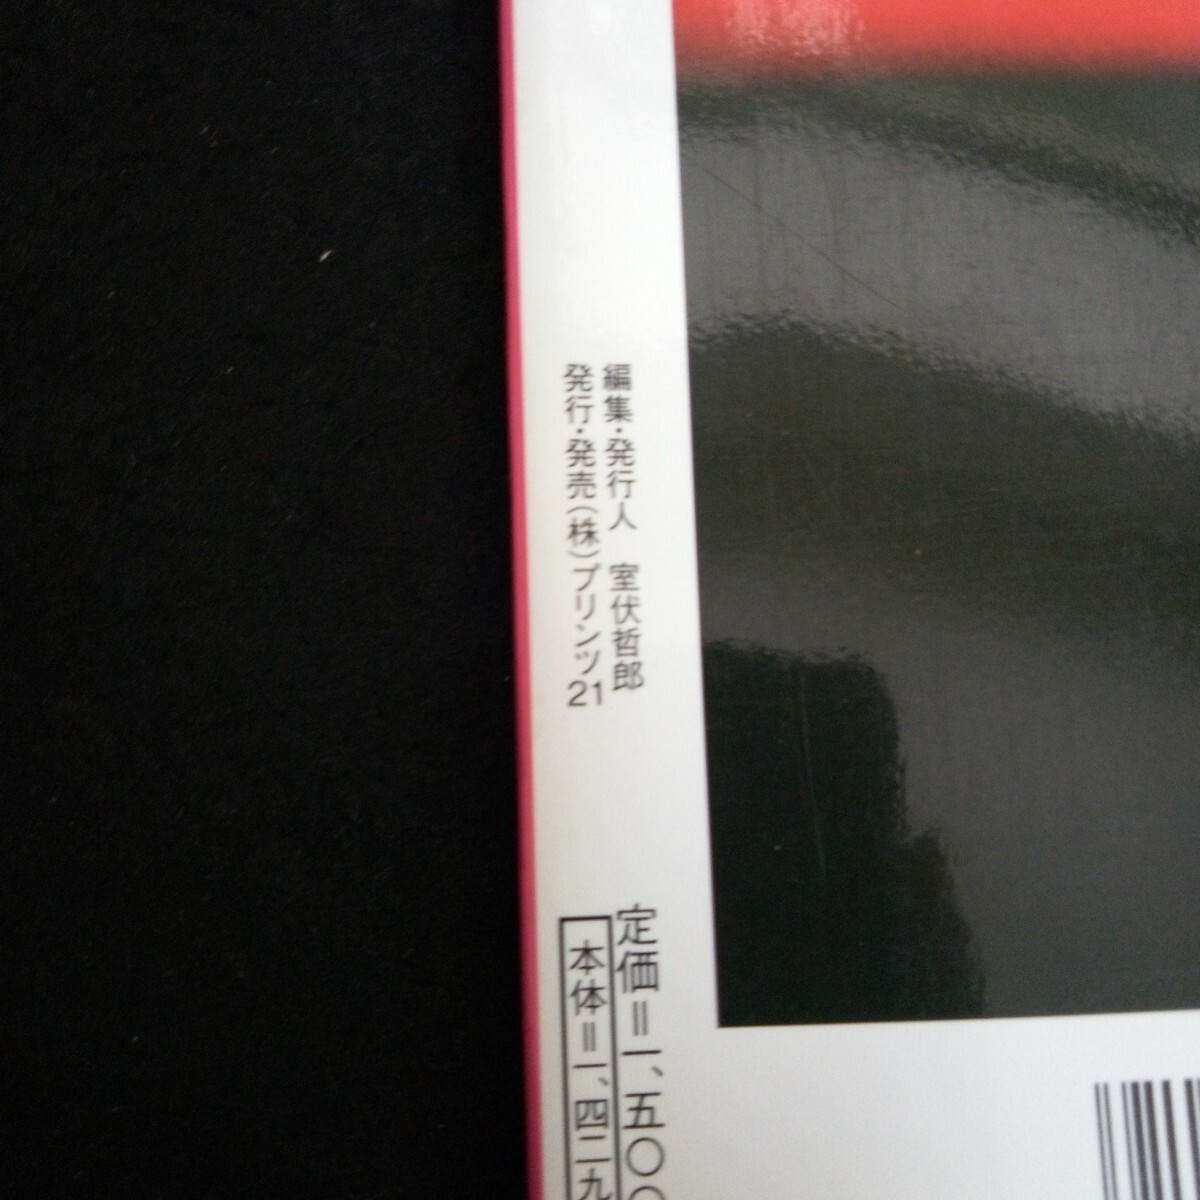 編集・発行人　室伏哲郎
発行・発売（株）プリンツ21
定価＝一、五〇〇
本体＝一、四二九